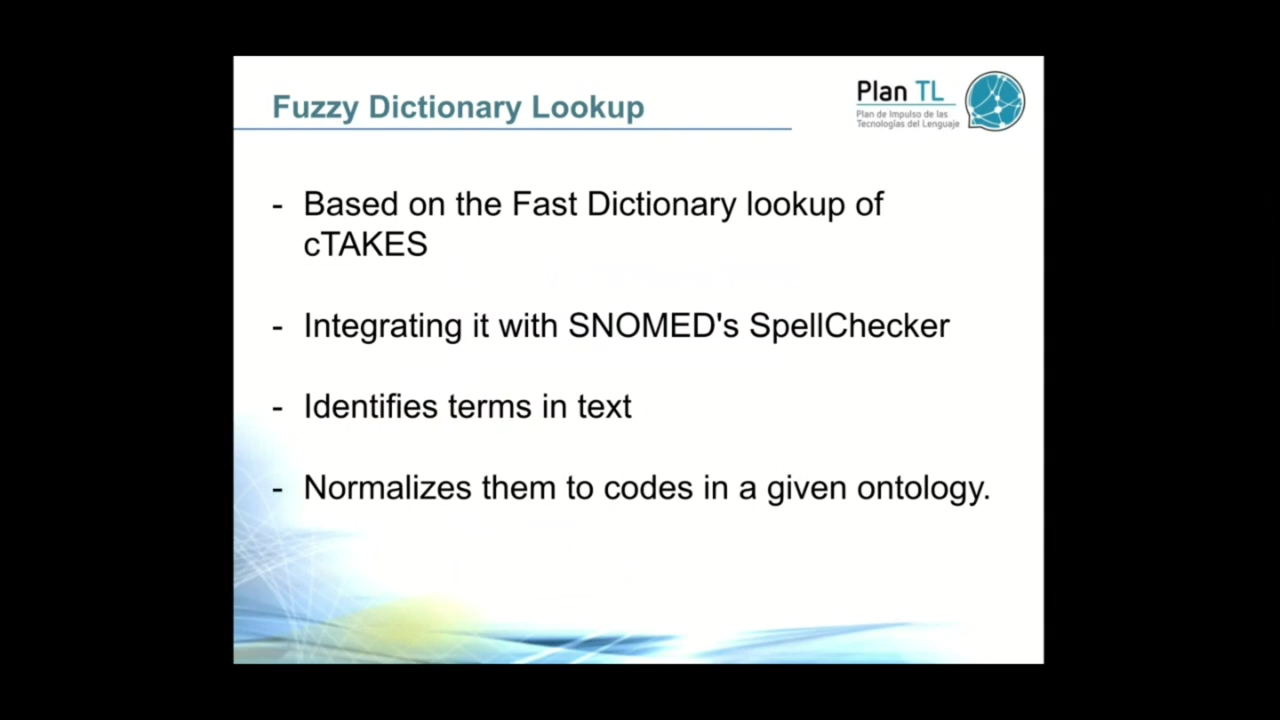 Fuzzy Dictionary Lookup
Plan TL
Plan de Impulso de las
Tecnologías del Lenguaje
- Based on the Fast Dictionary lookup of
cTAKES
- Integrating it with SNOMED's SpellChecker
- Identifies terms in text
- Normalizes them to codes in a given ontology.